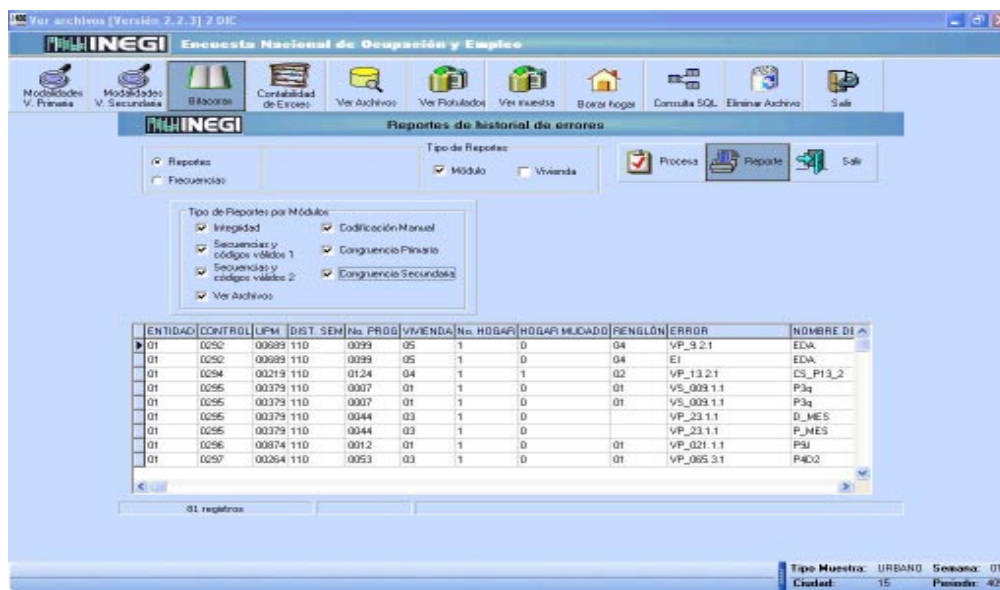 Ver archivos [Versión 2.2.3] 2 DIC
INEGI Encuesta Nacional de Ocupación y Empleo
Modalidades V. Primaria
Modalidades V. Secundaria
Bitacoras
Contabilidad de Errores
Ver Archivos
Ver Rotulados
Ver muestra
Borrar hogar
Consulta SQL
Eliminar Archivo
Salir
INEGI Reportes de historial de errores
Reportes
Frecuencias
Tipo de Reportes
Módulo
Vivienda
Procesa
Reporte
Salir
Tipo de Reportes por Módulos
Integridad
Codificación Manual
Secuencias y códigos válidos 1
Congruencia Primaria
Secuencias y códigos válidos 2
Congruencia Secundaria
Ver Archivos
ENTIDAD CONTROL UPM DIST. SEM No. PROG VIVIENDA No. HOGAR HOGAR MUDADO RENGLÓN ERROR NOMBRE DE
01 0292 00689 110 0099 05 1 0 04 VP_9.2.1 EDA
01 0292 00689 110 0099 05 1 0 04 EI EDA
01 0294 00219 110 0124 04 1 1 02 VP_13.2.1 CS_P13_2
01 0295 00379 110 0007 01 1 0 01 VS_009.1.1 P3q
01 0295 00379 110 0007 01 1 0 01 VS_009.1.1 P3q
01 0295 00379 110 0044 03 1 0 VP_23.1.1 D_MES
01 0295 00379 110 0044 03 1 0 VP_23.1.1 P_MES
01 0296 00874 110 0012 01 1 0 01 VP_021.1.1
01 0297 00264 110 0053 03 1 0 01 VP_065.3.1 P4D2
81 registros
Tipo Muestra: URBANO Semana: 01
Ciudad: 15 Periodo: 405